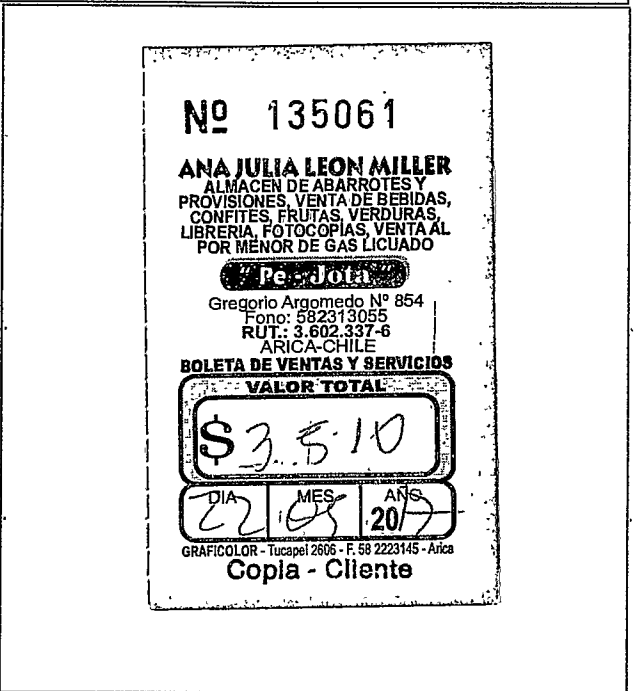 Nº 135061
ANA JULIA LEON MILLER
ALMACEN DE ABARROTES Y
PROVISIONES, VENTA DE BEBIDAS,
CONFITES, FRUTAS, VERDURAS,
LIBRERIA, FOTOCOPIAS, VENTA AL
POR MENOR DE GAS LICUADO
"Pe - Jota"
Gregorio Argomedo Nº 854
Fono: 582313055
RUT.: 3.602.337-6
ARICA-CHILE
BOLETA DE VENTAS Y SERVICIOS
VALOR TOTAL
$ 3.510
DIA MES AÑO
22 05 2017
GRAFICOLOR - Tucapel 2606 - F. 58 2223145 - Arica
Copia - Cliente